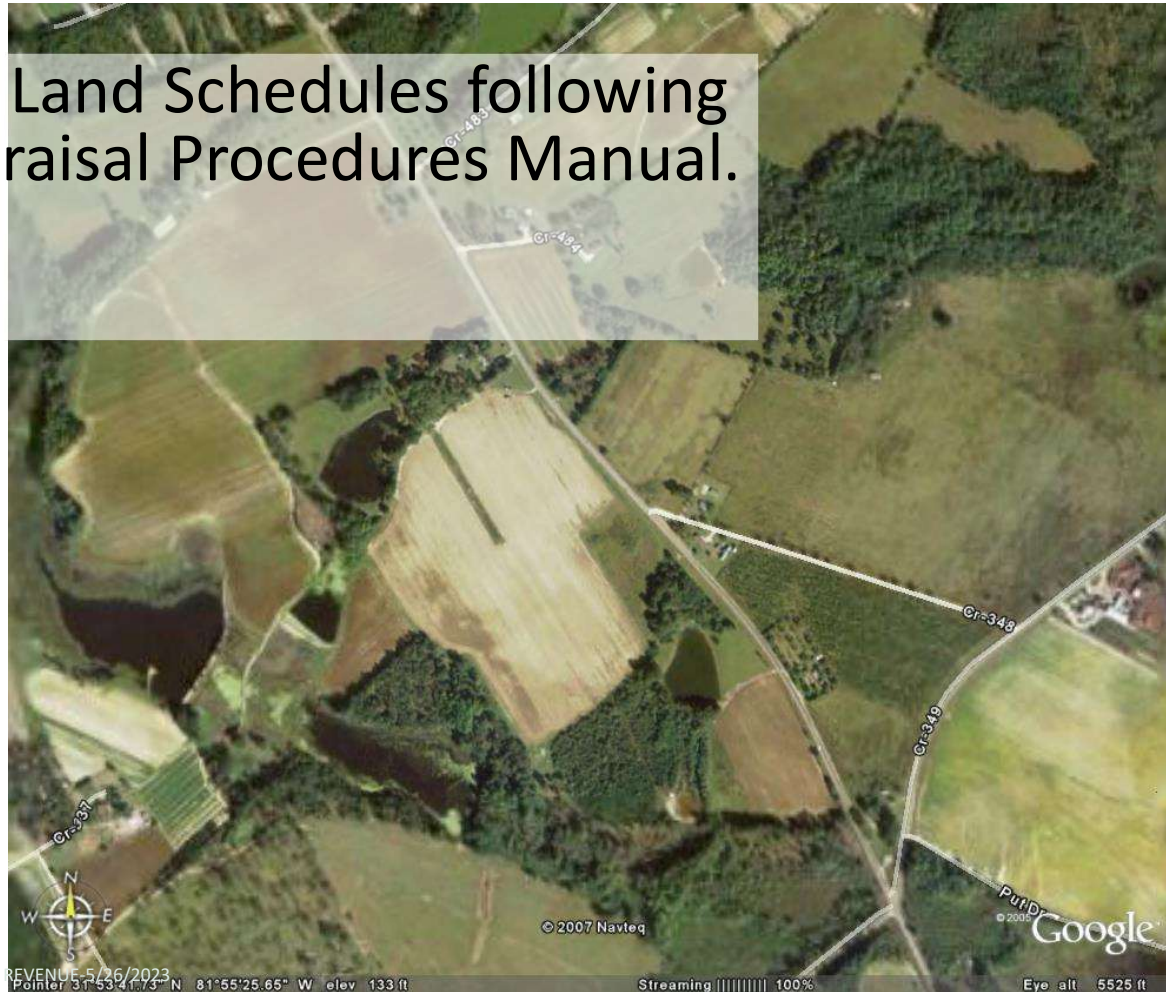 Land Schedules following
raisal Procedures Manual.
Cr-483
Cr-484
Cr-348
Cr-349
Cr-337
N
W E
S
© 2007 Navteq
© 2005 Google
REVENUE-5/26/2023
Pointer 31°53'41.73" N 81°55'25.65" W elev 133 ft Streaming |||||||||| 100% Eye alt 5525 ft